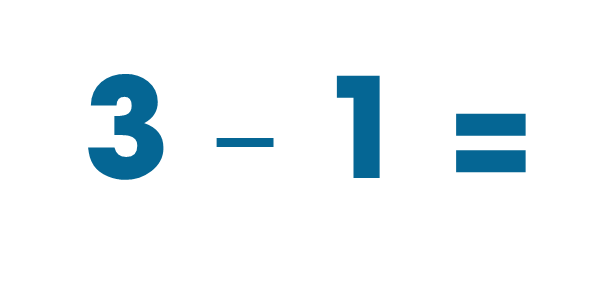 3 – 1 =